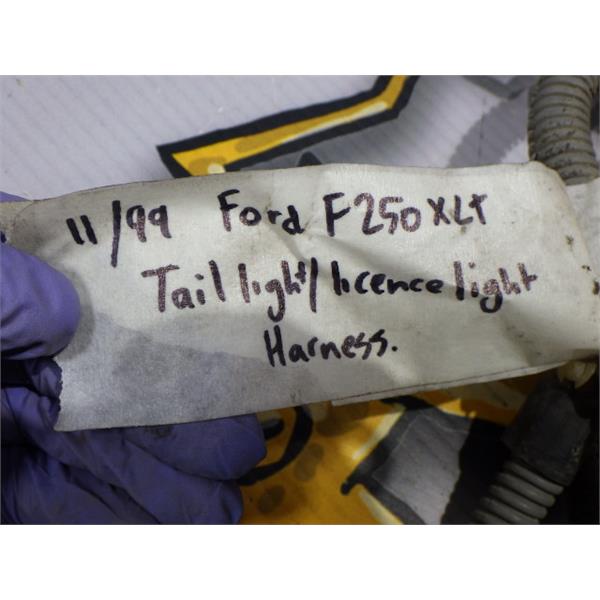 11/99 Ford F250 XLT
Tail light/licence light
Harness.